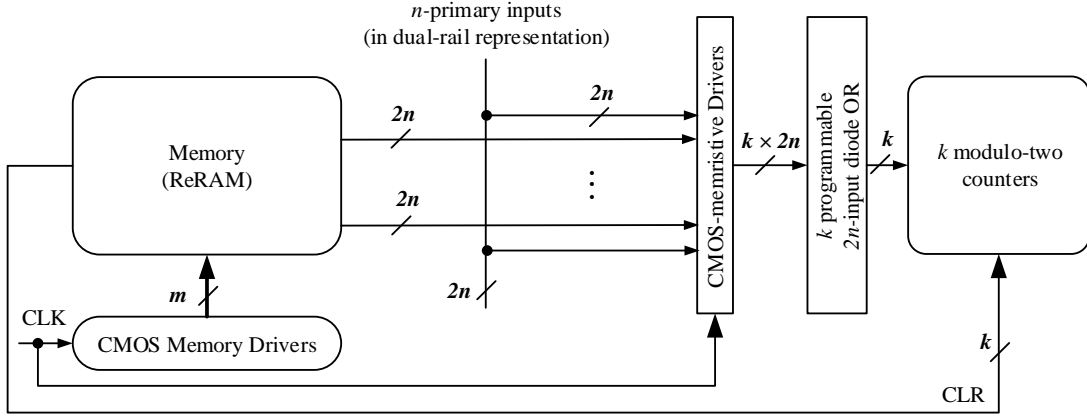 n-primary inputs
(in dual-rail representation)
2n
2n
Memory
(ReRAM)
2n
⋮
2n
m
CLK
CMOS Memory Drivers
CMOS-memristive Drivers
k × 2n
k programmable
2n-input diode OR
k
k modulo-two
counters
k
CLR